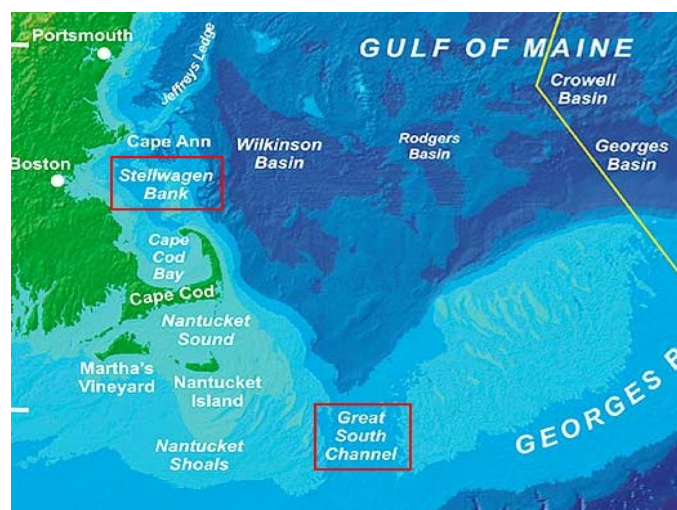 Portsmouth
Jeffreys Ledge
GULF OF MAINE
Crowell
Basin
Cape Ann
Wilkinson
Basin
Rodgers
Basin
Georges
Basin
Boston
Stellwagen
Bank
Cape
Cod
Bay
Cape Cod
Nantucket
Sound
Martha's
Vineyard
Nantucket
Island
Great
South
Channel
Nantucket
Shoals
GEORGES B